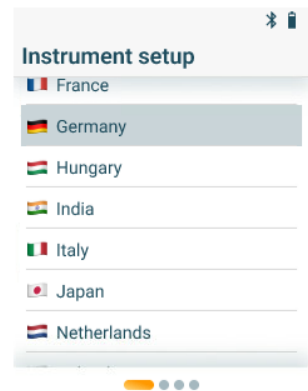 Instrument setup
France
Germany
Hungary
India
Italy
Japan
Netherlands